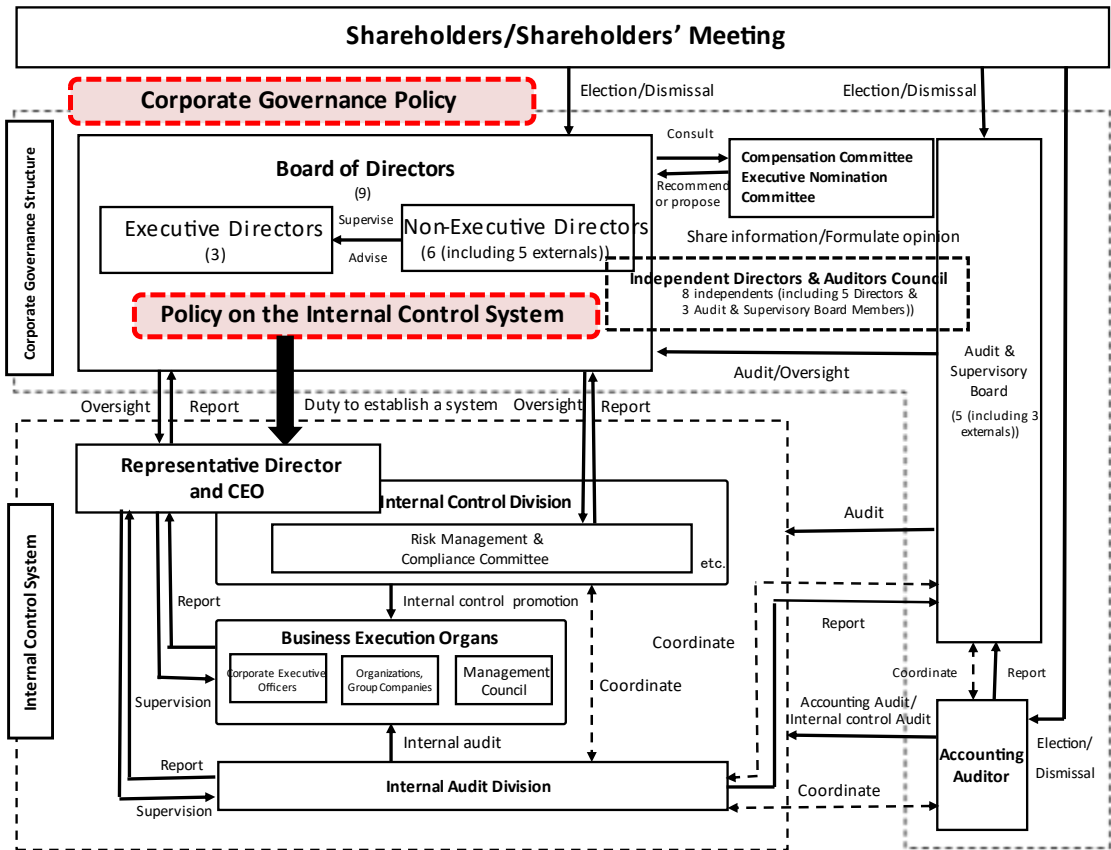 Shareholders/Shareholders’ Meeting
Corporate Governance Policy
Election/Dismissal
Election/Dismissal
Corporate Governance Structure
Board of Directors
(9)
Consult
Recommend
or propose
Compensation Committee
Executive Nomination
Committee
Executive Directors
(3)
Supervise
Advise
Non-Executive Directors
(6 (including 5 externals))
Share information/Formulate opinion
Independent Directors & Auditors Council
8 independents (including 5 Directors &
3 Audit & Supervisory Board Members))
Policy on the Internal Control System
Audit/Oversight
Audit &
Supervisory
Board
(5 (including 3
externals))
Oversight
Report
Duty to establish a system
Oversight
Report
Internal Control System
Representative Director
and CEO
Internal Control Division
Risk Management &
Compliance Committee
etc.
Audit
Report
Internal control promotion
Coordinate
Report
Business Execution Organs
Corporate Executive
Officers
Organizations,
Group Companies
Management
Council
Coordinate
Supervision
Coordinate
Report
Accounting Audit/
Internal control Audit
Internal audit
Election/
Dismissal
Accounting
Auditor
Report
Internal Audit Division
Supervision
Coordinate